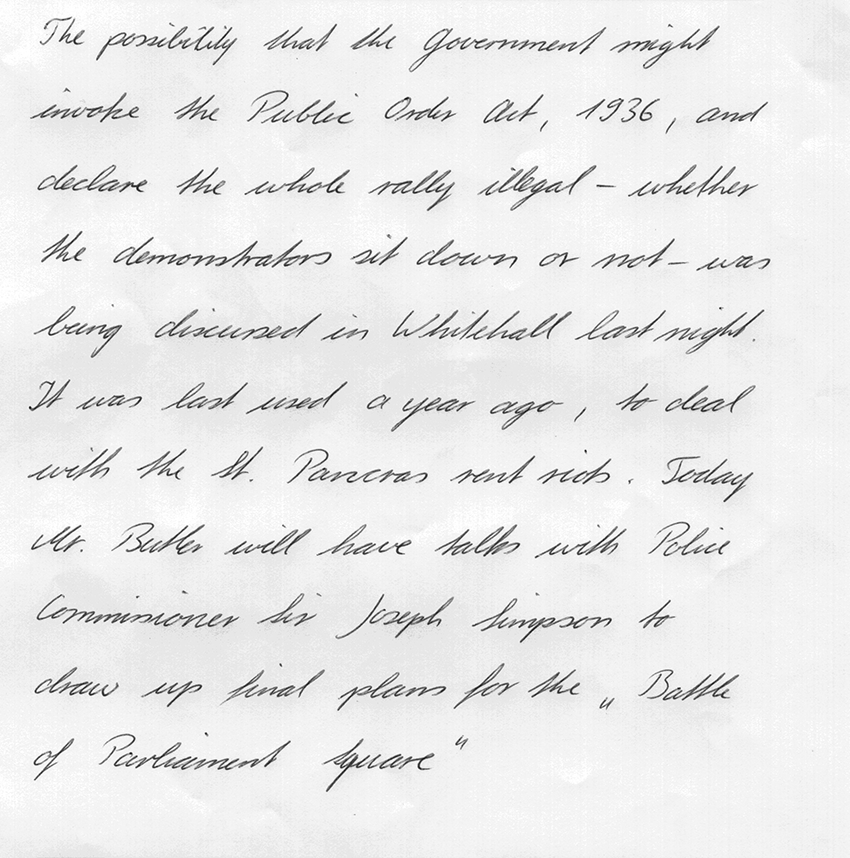 The possibility that the Government might
invoke the Public Order Act, 1936, and
declare the whole rally illegal - whether
the demonstrators sit down or not - was
being discussed in Whitehall last night.
It was last used a year ago, to deal
with the St. Pancras rent riots. Today
Mr. Butler will have talks with Police
Commissioner Sir Joseph Simpson to
draw up final plans for the „Battle
of Parliament Square"